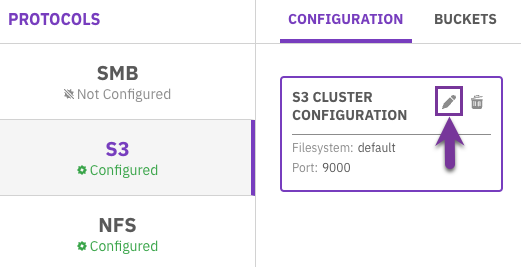 PROTOCOLS
SMB
Not Configured
S3
Configured
NFS
Configured
CONFIGURATION BUCKETS
S3 CLUSTER
CONFIGURATION
Filesystem: default
Port: 9000